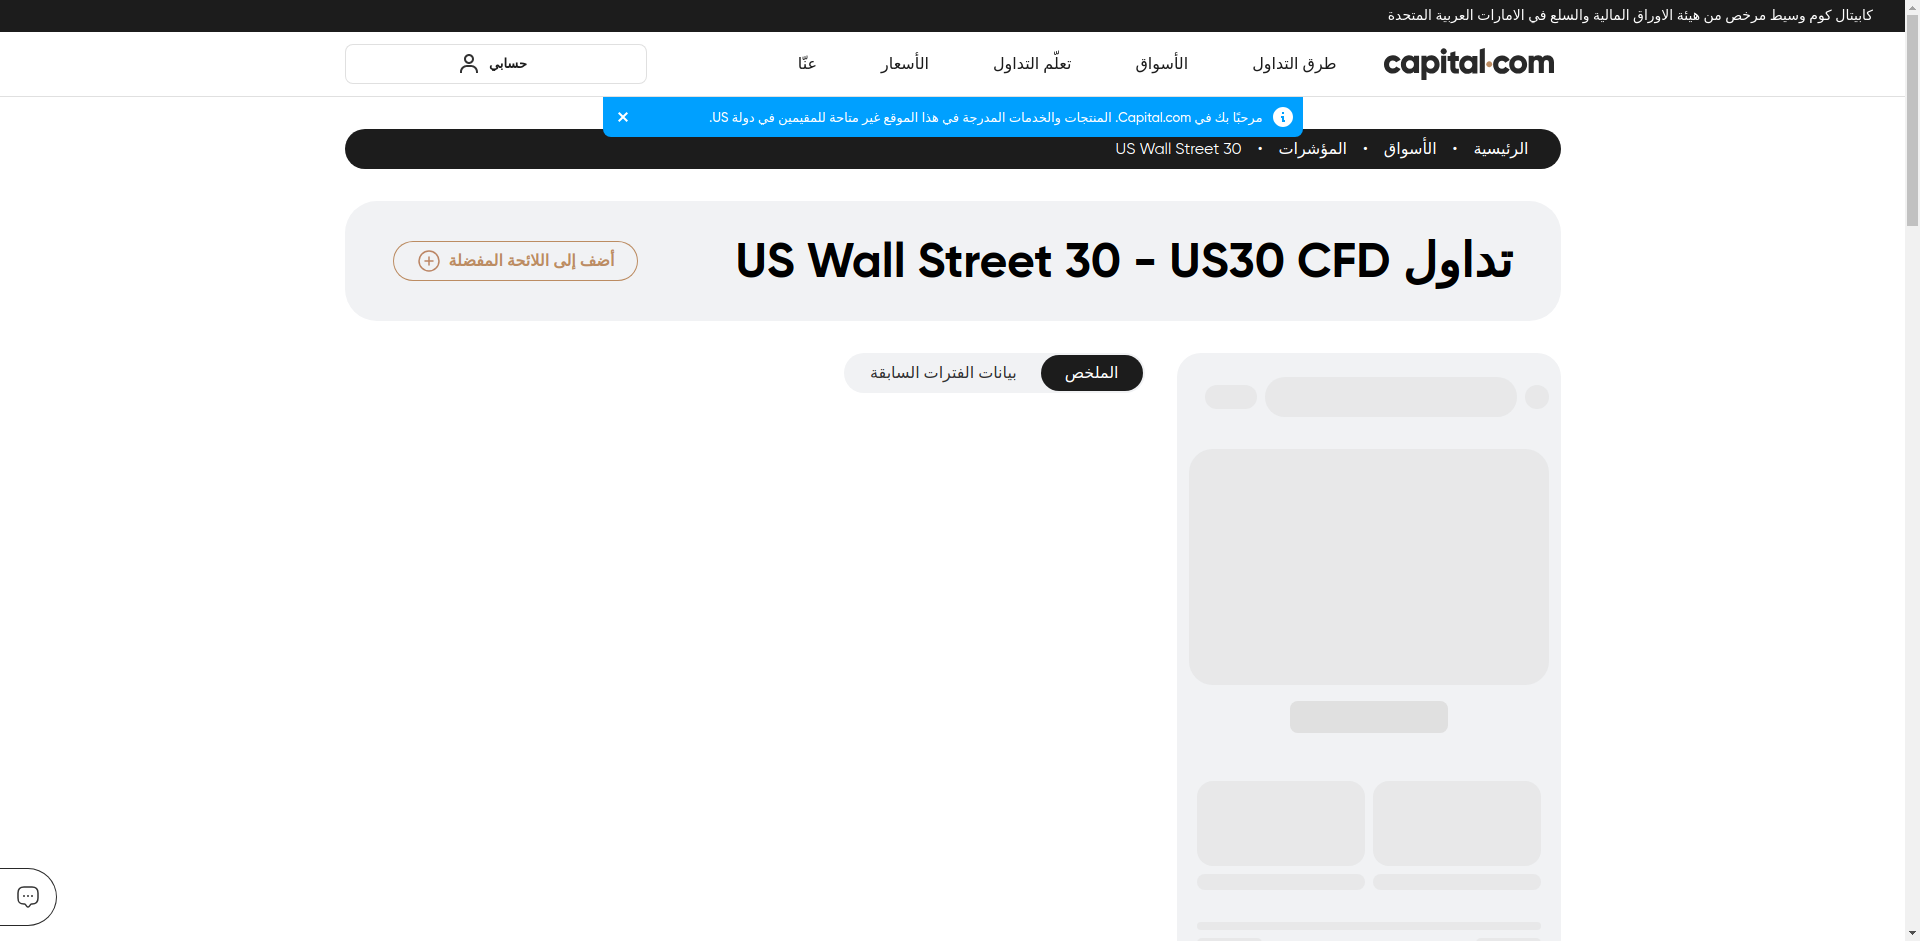 كابيتال كوم وسيط مرخص من هيئة الاوراق المالية والسلع في الامارات العربية المتحدة
capital.com
طرق التداول
الأسواق
تعلّم التداول
الأسعار
عنّا
حسابي
مرحبًا بك في Capital.com. المنتجات والخدمات المدرجة في هذا الموقع غير متاحة للمقيمين في دولة US.
الرئيسية • الأسواق • المؤشرات • US Wall Street 30
تداول US Wall Street 30 - US30 CFD
أضف إلى اللائحة المفضلة
الملخص
بيانات الفترات السابقة